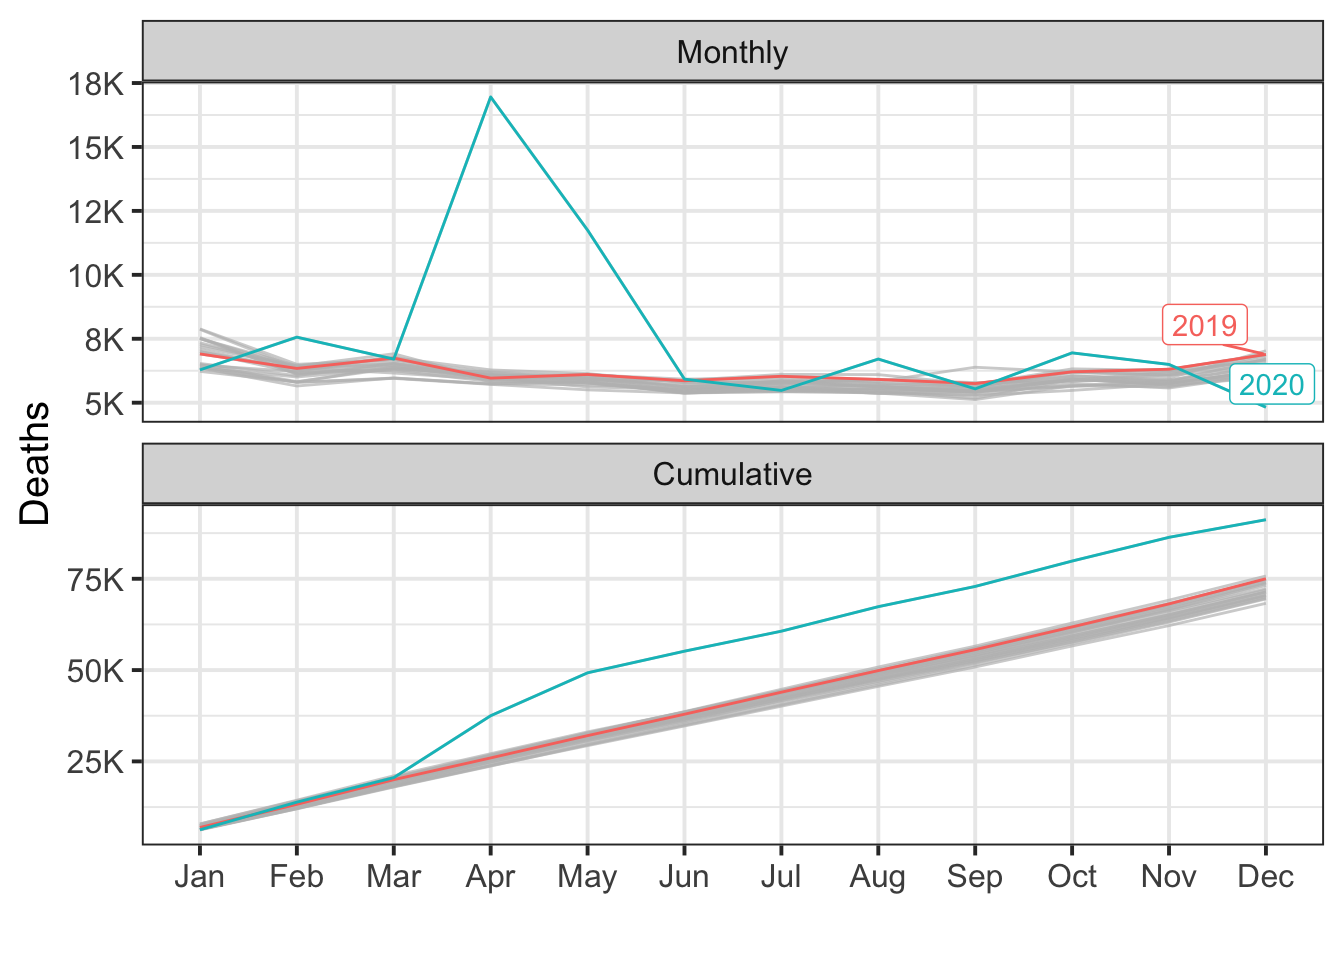 Monthly
18K
15K
12K
10K
8K
5K
2019
2020
Deaths
Cumulative
75K
50K
25K
Jan Feb Mar Apr May Jun Jul Aug Sep Oct Nov Dec